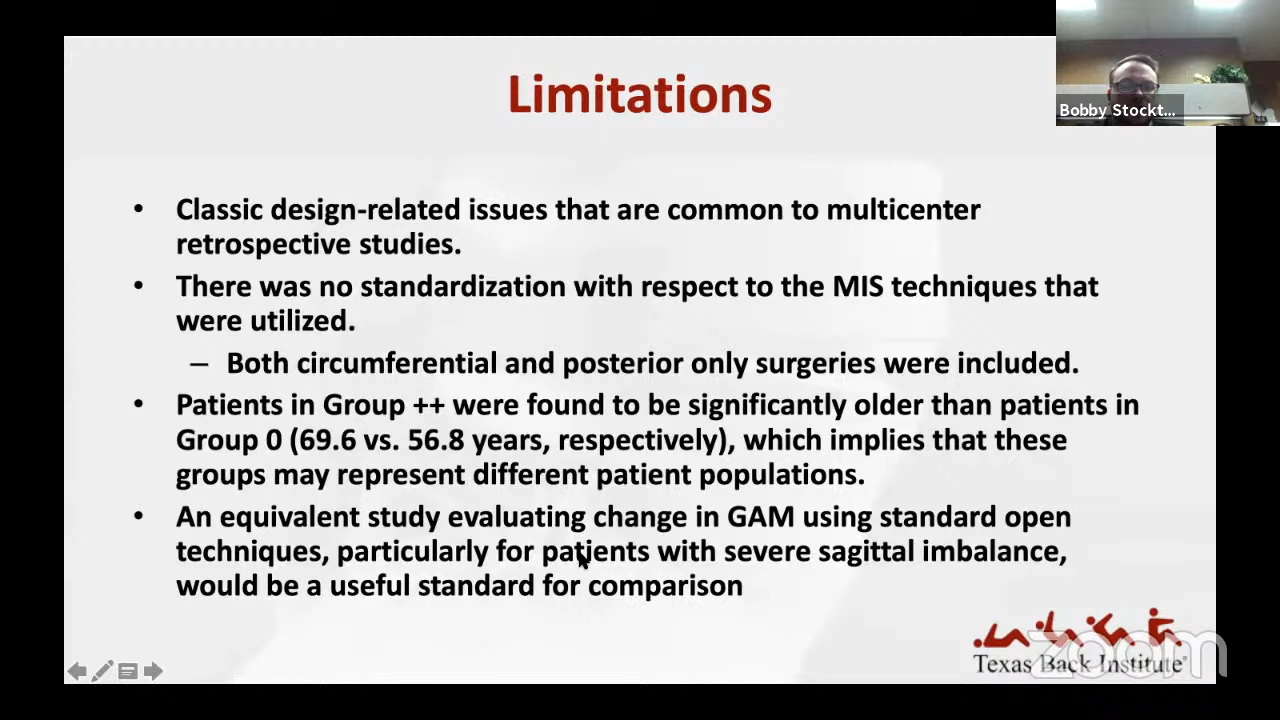 Limitations
Bobby Stockt...
• Classic design-related issues that are common to multicenter
retrospective studies.
• There was no standardization with respect to the MIS techniques that
were utilized.
– Both circumferential and posterior only surgeries were included.
• Patients in Group ++ were found to be significantly older than patients in
Group 0 (69.6 vs. 56.8 years, respectively), which implies that these
groups may represent different patient populations.
• An equivalent study evaluating change in GAM using standard open
techniques, particularly for patients with severe sagittal imbalance,
would be a useful standard for comparison
Texas Back Institute®
zoom